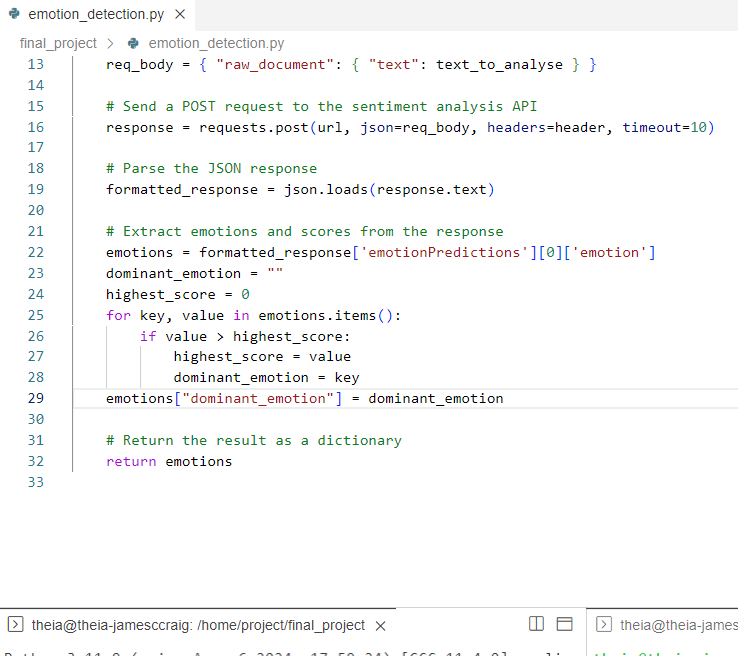 emotion_detection.py
final_project > emotion_detection.py
13 req_body = { "raw_document": { "text": text_to_analyse } }
14
15 # Send a POST request to the sentiment analysis API
16 response = requests.post(url, json=req_body, headers=header, timeout=10)
17
18 # Parse the JSON response
19 formatted_response = json.loads(response.text)
20
21 # Extract emotions and scores from the response
22 emotions = formatted_response['emotionPredictions'][0]['emotion']
23 dominant_emotion = ""
24 highest_score = 0
25 for key, value in emotions.items():
26 if value > highest_score:
27 highest_score = value
28 dominant_emotion = key
29 emotions["dominant_emotion"] = dominant_emotion
30
31 # Return the result as a dictionary
32 return emotions
33
theia@theia-jamesccraig: /home/project/final_project
theia@theia-james